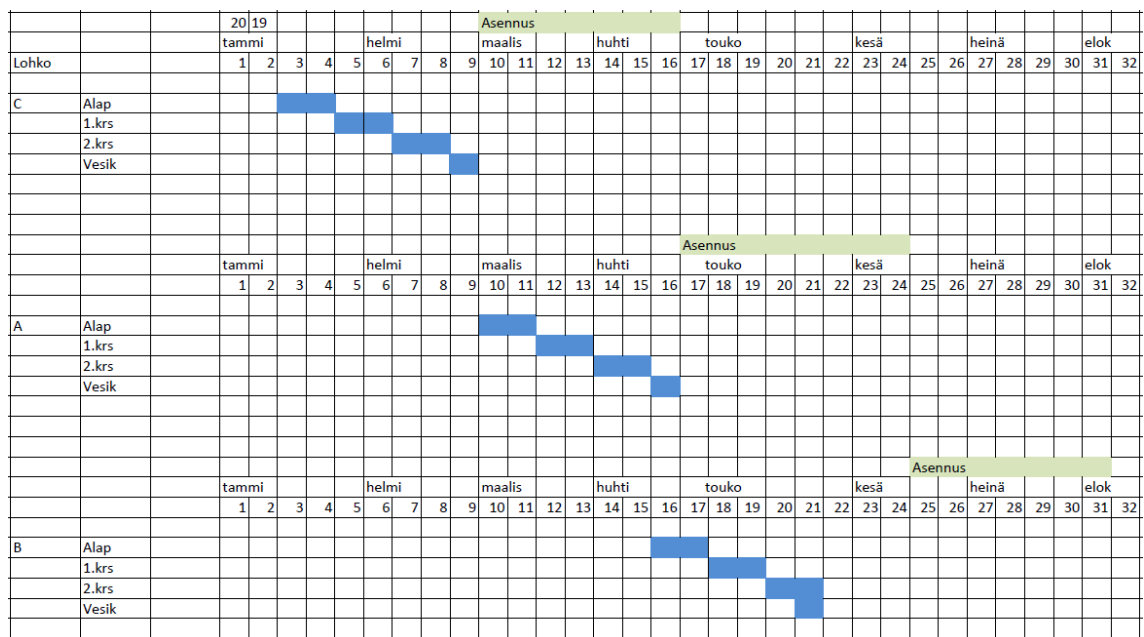 20 19 Asennus
tammi helmi maalis huhti touko kesä heinä elok
Lohko 1 2 3 4 5 6 7 8 9 10 11 12 13 14 15 16 17 18 19 20 21 22 23 24 25 26 27 28 29 30 31 32
C Alap
1.krs
2.krs
Vesik
Asennus
tammi helmi maalis huhti touko kesä heinä elok
1 2 3 4 5 6 7 8 9 10 11 12 13 14 15 16 17 18 19 20 21 22 23 24 25 26 27 28 29 30 31 32
A Alap
1.krs
2.krs
Vesik
Asennus
tammi helmi maalis huhti touko kesä heinä elok
1 2 3 4 5 6 7 8 9 10 11 12 13 14 15 16 17 18 19 20 21 22 23 24 25 26 27 28 29 30 31 32
B Alap
1.krs
2.krs
Vesik